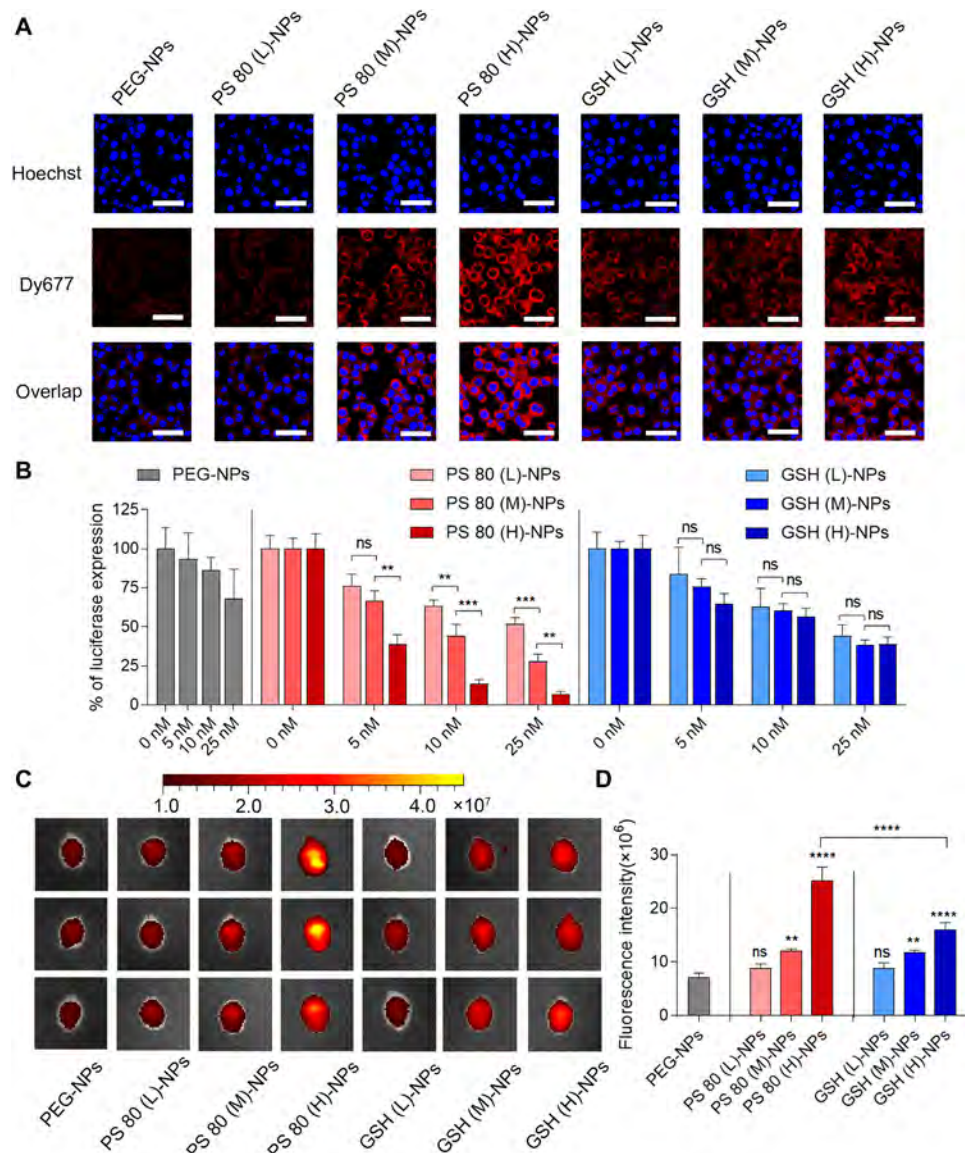 A
PEG-NPs
PS 80 (L)-NPs
PS 80 (M)-NPs
PS 80 (H)-NPs
GSH (L)-NPs
GSH (M)-NPs
GSH (H)-NPs
Hoechst
Dy677
Overlap
B
PEG-NPs
PS 80 (L)-NPs
PS 80 (M)-NPs
PS 80 (H)-NPs
GSH (L)-NPs
GSH (M)-NPs
GSH (H)-NPs
% of luciferase expression
125
100
75
50
25
0
ns
**
**
***
***
**
ns
ns
ns
ns
ns
ns
0 nM
5 nM
10 nM
25 nM
0 nM
5 nM
10 nM
25 nM
0 nM
5 nM
10 nM
25 nM
C
1.0 2.0 3.0 4.0 ×10⁷
PEG-NPs
PS 80 (L)-NPs
PS 80 (M)-NPs
PS 80 (H)-NPs
GSH (L)-NPs
GSH (M)-NPs
GSH (H)-NPs
D
Fluorescence intensity(×10⁶)
30
20
10
0
****
ns
**
****
ns
**
****
PEG-NPs
PS 80 (L)-NPs
PS 80 (M)-NPs
PS 80 (H)-NPs
GSH (L)-NPs
GSH (M)-NPs
GSH (H)-NPs